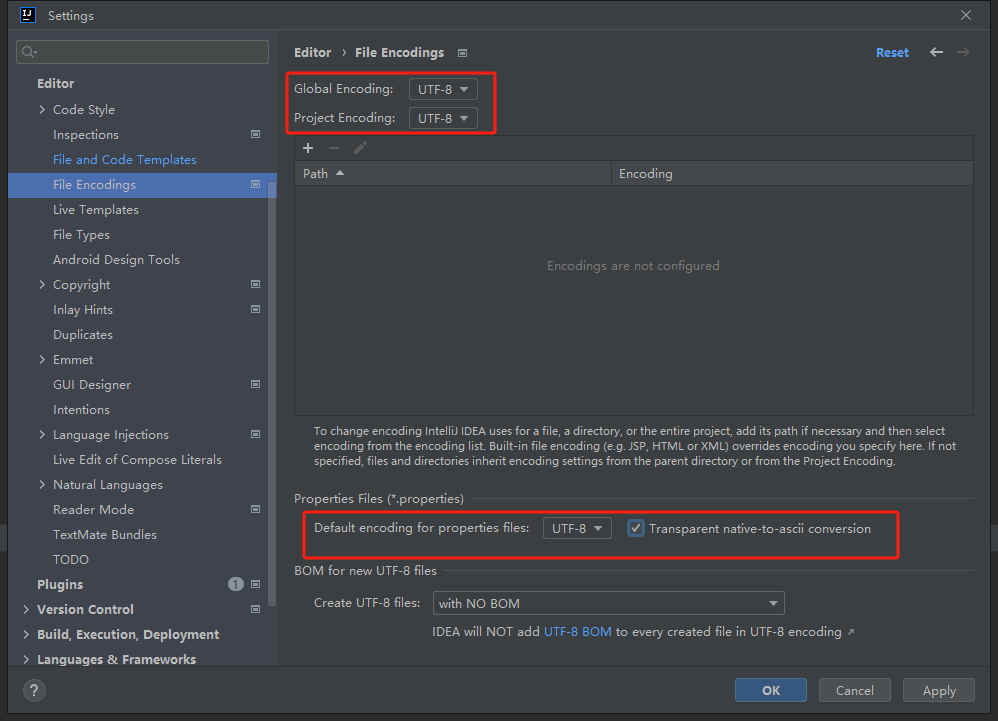 Settings
Editor
Code Style
Inspections
File and Code Templates
File Encodings
Live Templates
File Types
Android Design Tools
Copyright
Inlay Hints
Duplicates
Emmet
GUI Designer
Intentions
Language Injections
Live Edit of Compose Literals
Natural Languages
Reader Mode
TextMate Bundles
TODO
Plugins 1
Version Control
Build, Execution, Deployment
Languages & Frameworks
Editor › File Encodings
Reset
Global Encoding: UTF-8
Project Encoding: UTF-8
Path Encoding
Encodings are not configured
To change encoding IntelliJ IDEA uses for a file, a directory, or the entire project, add its path if necessary and then select
encoding from the encoding list. Built-in file encoding (e.g. JSP, HTML or XML) overrides encoding you specify here. If not
specified, files and directories inherit encoding settings from the parent directory or from the Project Encoding.
Properties Files (*.properties)
Default encoding for properties files: UTF-8 Transparent native-to-ascii conversion
BOM for new UTF-8 files
Create UTF-8 files: with NO BOM
IDEA will NOT add UTF-8 BOM to every created file in UTF-8 encoding ↗
? OK Cancel Apply